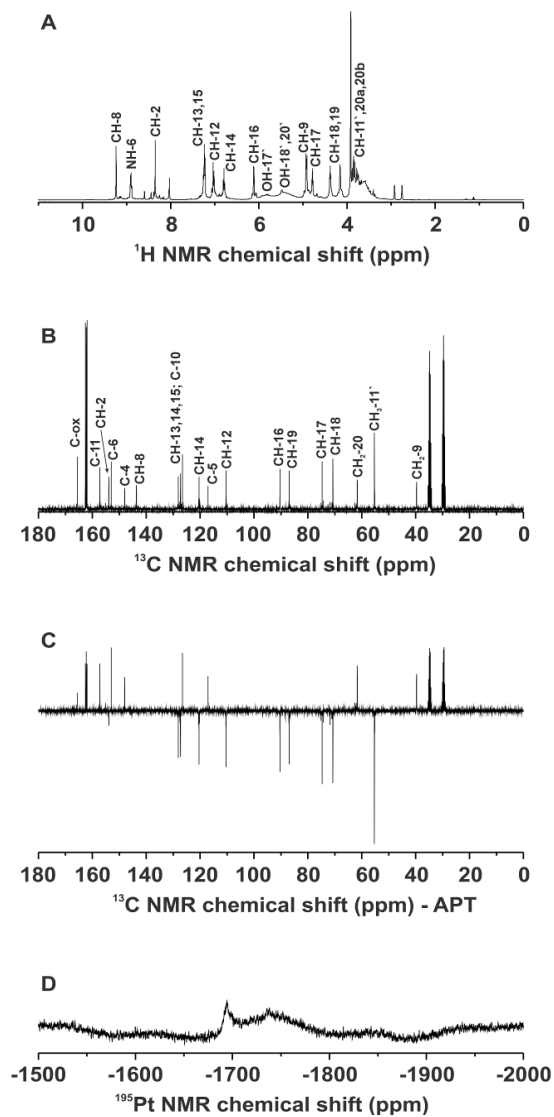 A
CH-8
NH-6
CH-2
CH-13,15
CH-12
CH-14
CH-16
OH-17`
OH-18`,20`
CH-9
CH-17
CH-18,19
CH-11`,20a,20b
10 8 6 4 2 0
¹H NMR chemical shift (ppm)
B
C-ox
C-11
CH-2
C-6
C-4
CH-8
CH-13,14,15; C-10
CH-14
C-5
CH-12
CH-16
CH-19
CH-17
CH-18
CH₂-20
CH₃-11`
CH₂-9
180 160 140 120 100 80 60 40 20 0
¹³C NMR chemical shift (ppm)
C
180 160 140 120 100 80 60 40 20 0
¹³C NMR chemical shift (ppm) - APT
D
-1500 -1600 -1700 -1800 -1900 -2000
¹⁹⁵Pt NMR chemical shift (ppm)